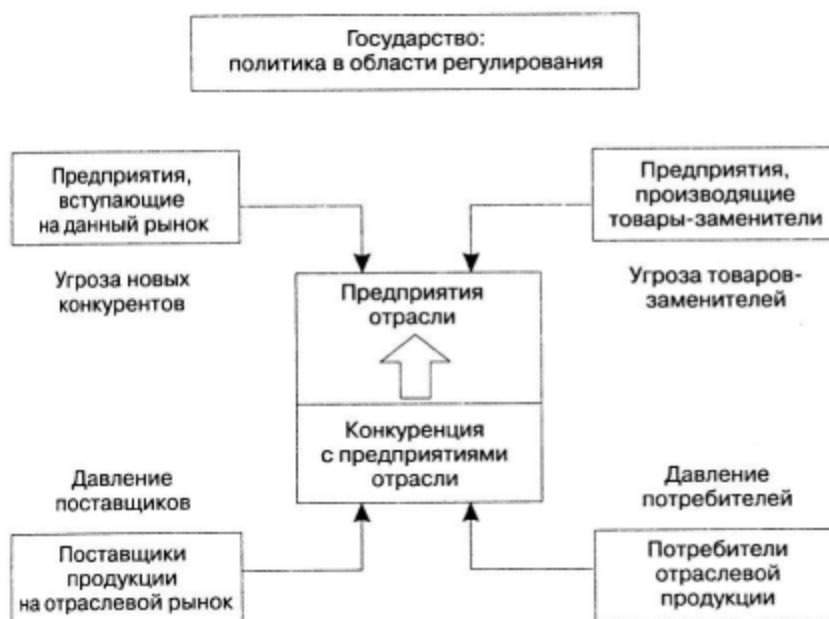 Государство:
политика в области регулирования
Предприятия,
вступающие
на данный рынок
Предприятия,
производящие
товары-заменители
Угроза новых
конкурентов
Угроза товаров-
заменителей
Предприятия
отрасли
Конкуренция
с предприятиями
отрасли
Давление
поставщиков
Давление
потребителей
Поставщики
продукции
на отраслевой рынок
Потребители
отраслевой
продукции